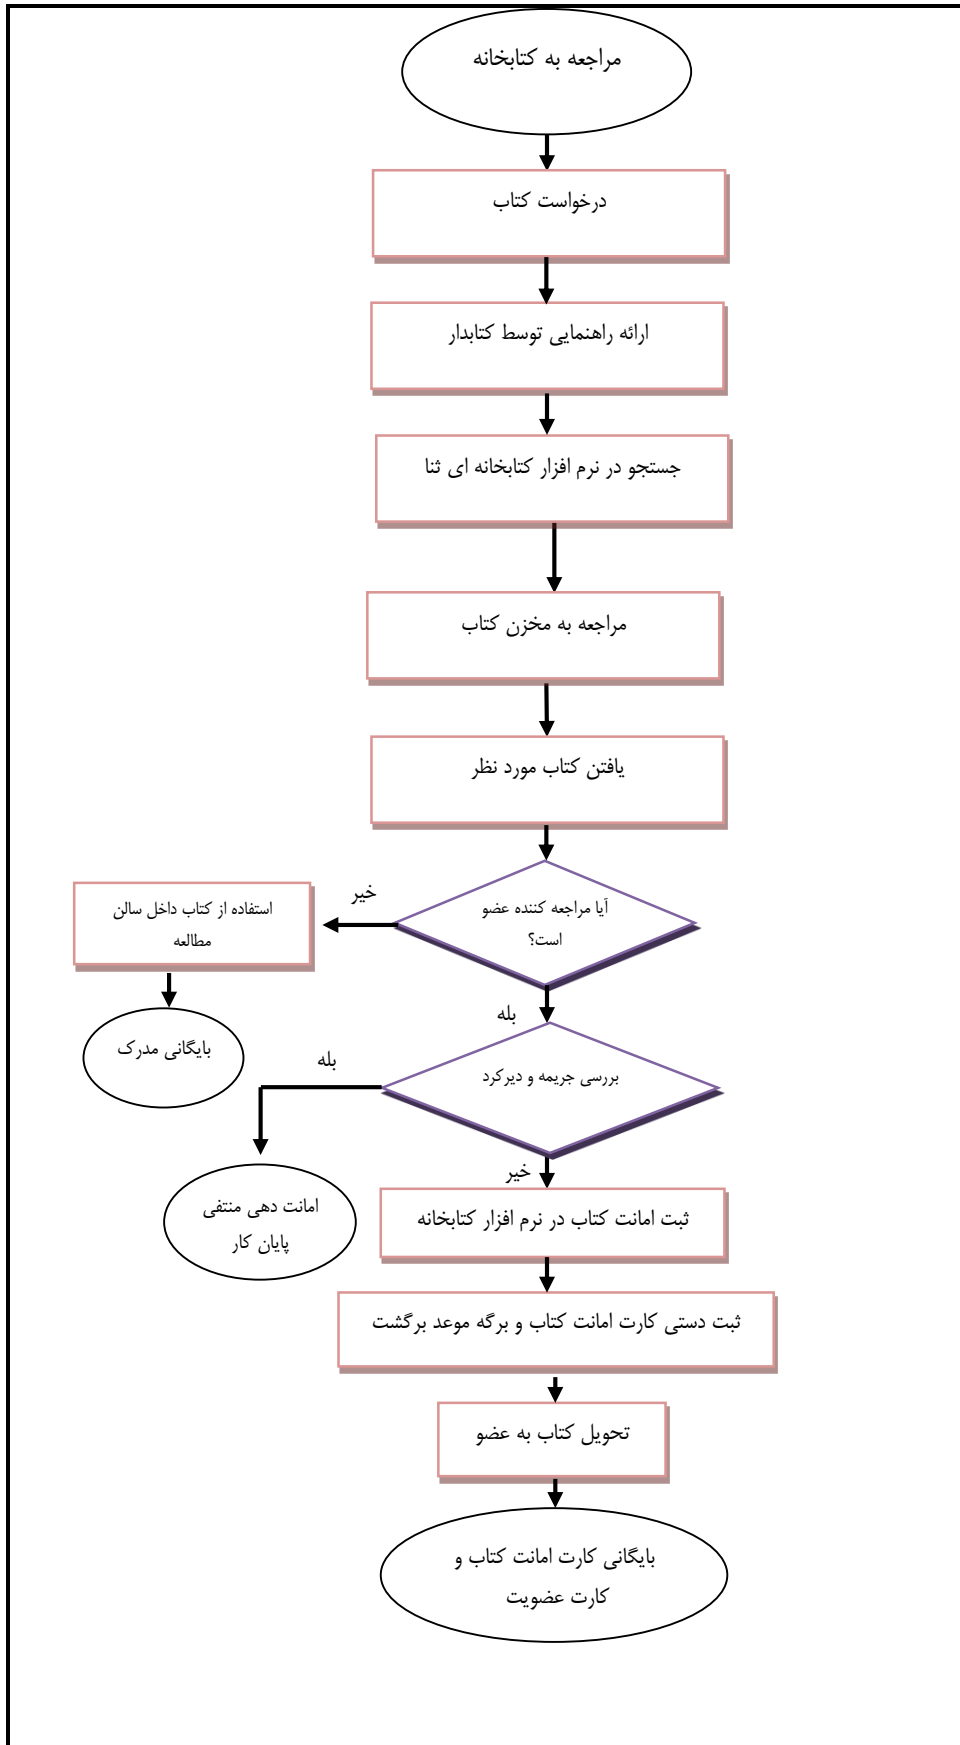 مراجعه به کتابخانه
درخواست کتاب
ارائه راهنمایی توسط کتابدار
جستجو در نرم افزار کتابخانه ای ثنا
مراجعه به مخزن کتاب
یافتن کتاب مورد نظر
آیا مراجعه کننده عضو
است؟
خیر
استفاده از کتاب داخل سالن
مطالعه
بایگانی مدرک
بله
بررسی جریمه و دیرکرد
بله
امانت دهی منتفی
پایان کار
خیر
ثبت امانت کتاب در نرم افزار کتابخانه
ثبت دستی کارت امانت کتاب و برگه موعد برگشت
تحویل کتاب به عضو
بایگانی کارت امانت کتاب و
کارت عضویت